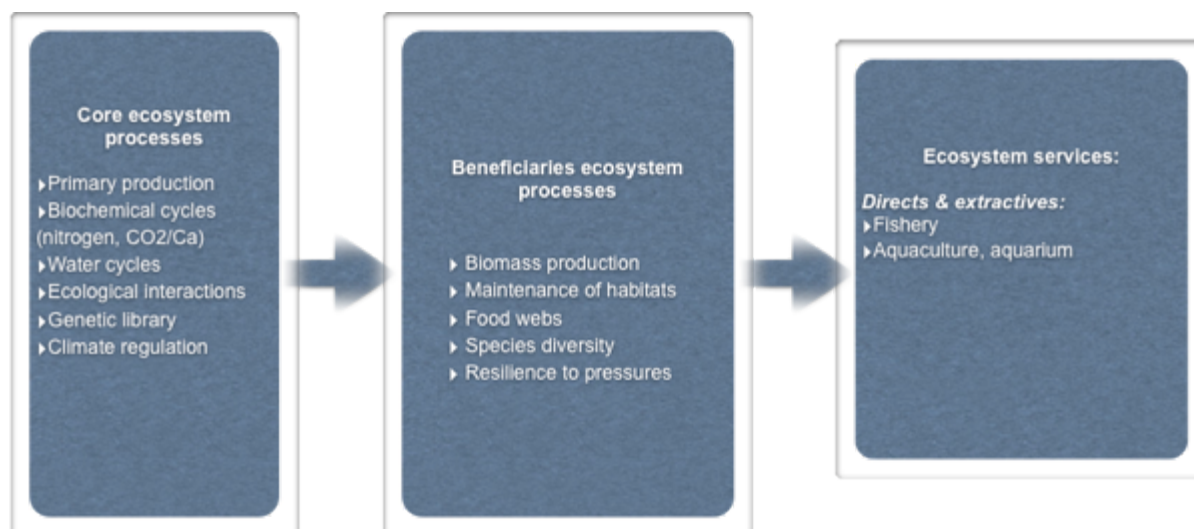 Core ecosystem
processes
Primary production
Biochemical cycles
(nitrogen, CO2/Ca)
Water cycles
Ecological interactions
Genetic library
Climate regulation
Beneficiaries ecosystem
processes
Biomass production
Maintenance of habitats
Food webs
Species diversity
Resilience to pressures
Ecosystem services:
Directs & extractives:
Fishery
Aquaculture, aquarium